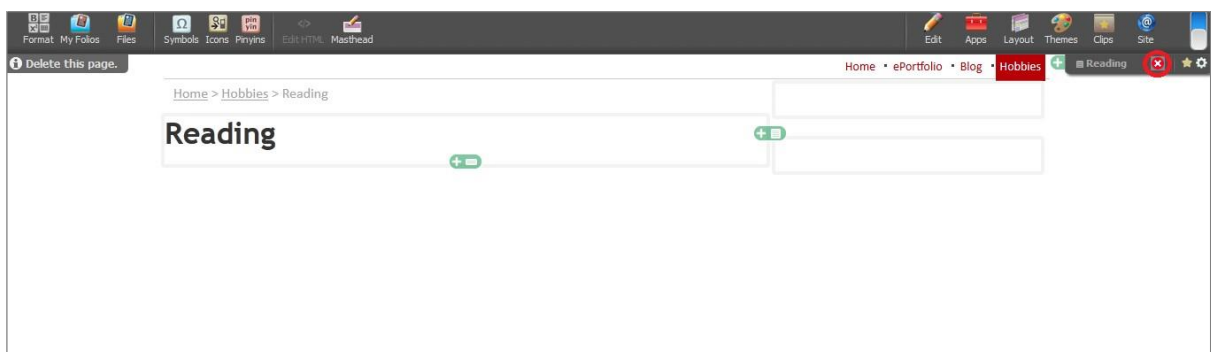 Format My Folios Files Symbols Icons Pinyins Edit HTML Masthead Edit Apps Layout Themes Clips Site
Delete this page.
Home ▪ ePortfolio ▪ Blog ▪ Hobbies Reading
Home > Hobbies > Reading
Reading